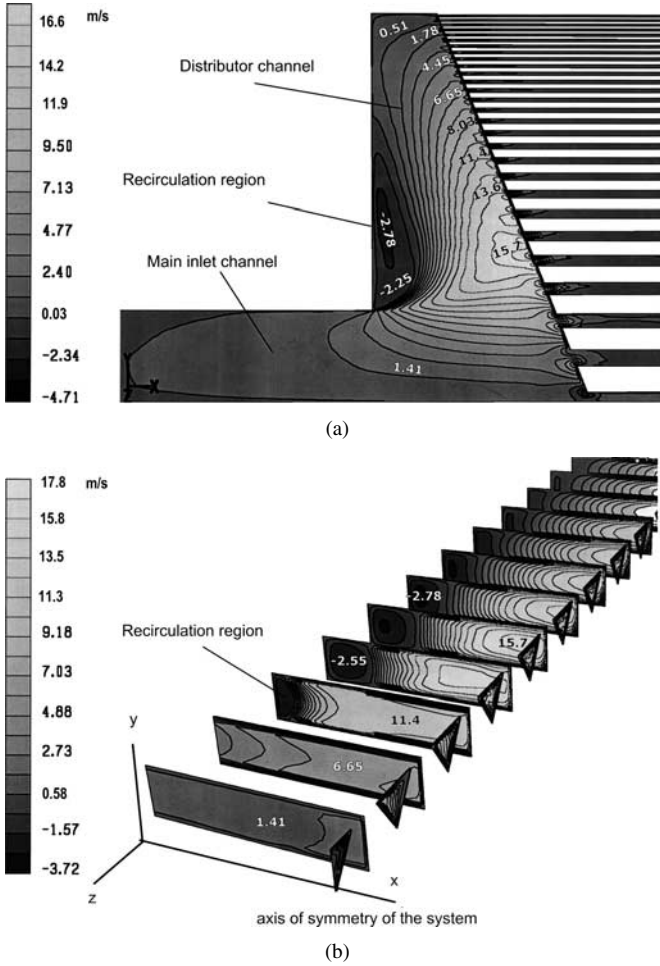 16.6
m/s
14.2
11.9
9.50
7.13
4.77
2.40
0.03
-2.34
-4.71
0.51
1.78
4.45
6.65
8.03
11.4
13.6
15.7
-2.78
-2.25
1.41
Distributor channel
Recirculation region
Main inlet channel
Y
X
(a)
17.8
m/s
15.8
13.5
11.3
9.18
7.03
4.88
2.73
0.58
-1.57
-3.72
-2.78
15.7
Recirculation region
-2.55
11.4
6.65
1.41
y
z
x
axis of symmetry of the system
(b)